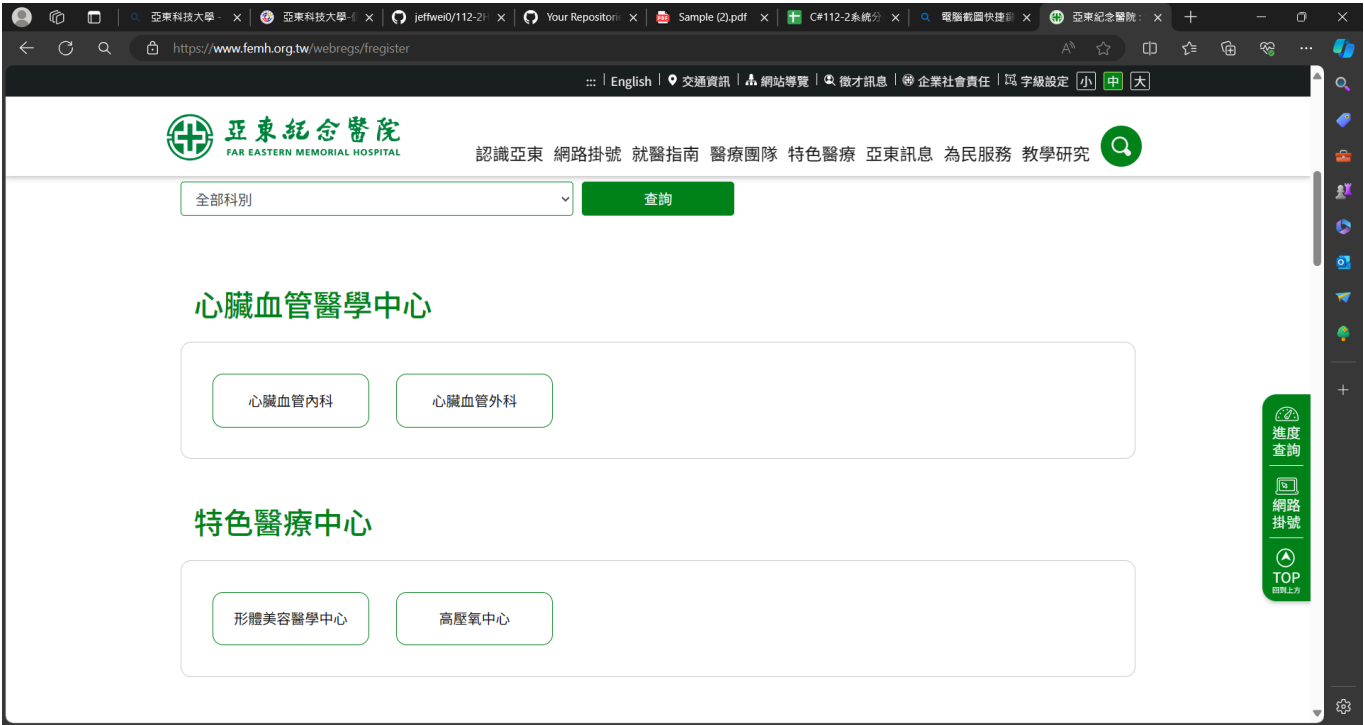 亞東科技大學 -
亞東科技大學-
jeffwei0/112-2H
Your Repositorie
Sample (2).pdf
C#112-2系統分
電腦截圖快捷
亞東紀念醫院:
https://www.femh.org.tw/webregs/fregister
::: English 交通資訊 網站導覽 徵才訊息 企業社會責任 字級設定 小 中 大
亞東紀念醫院
FAR EASTERN MEMORIAL HOSPITAL
認識亞東 網路掛號 就醫指南 醫療團隊 特色醫療 亞東訊息 為民服務 教學研究
全部科別
查詢
心臟血管醫學中心
心臟血管內科
心臟血管外科
特色醫療中心
形體美容醫學中心
高壓氧中心
進度
查詢
網路
掛號
TOP
回到上方